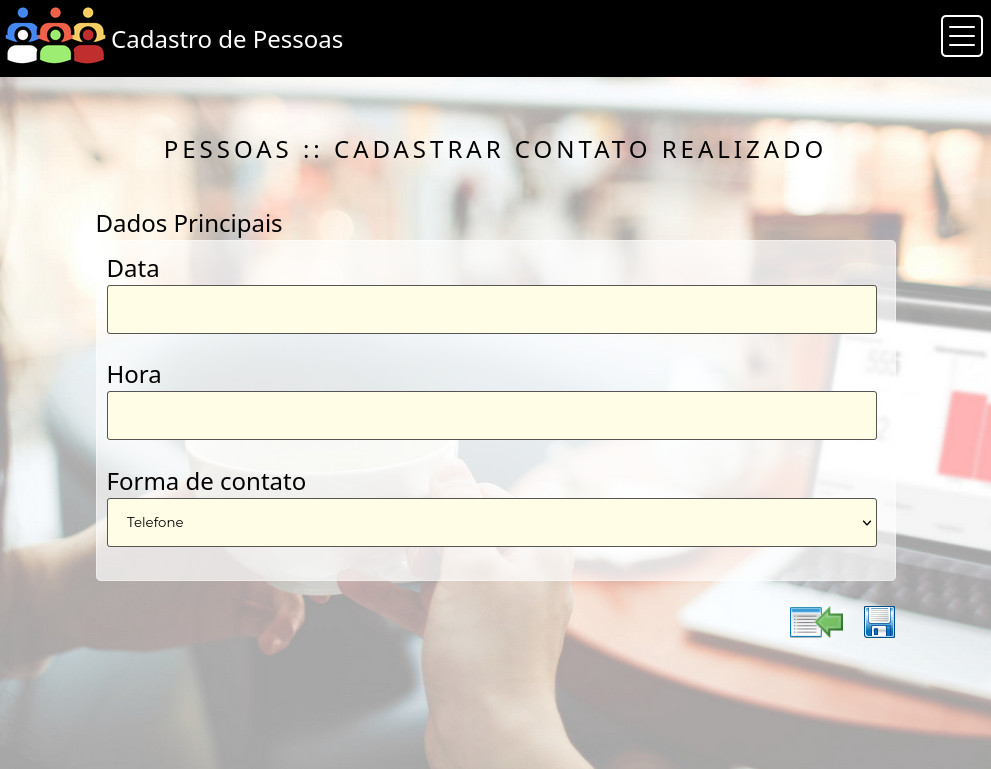 Cadastro de Pessoas
PESSOAS :: CADASTRAR CONTATO REALIZADO
Dados Principais
Data
Hora
Forma de contato
Telefone